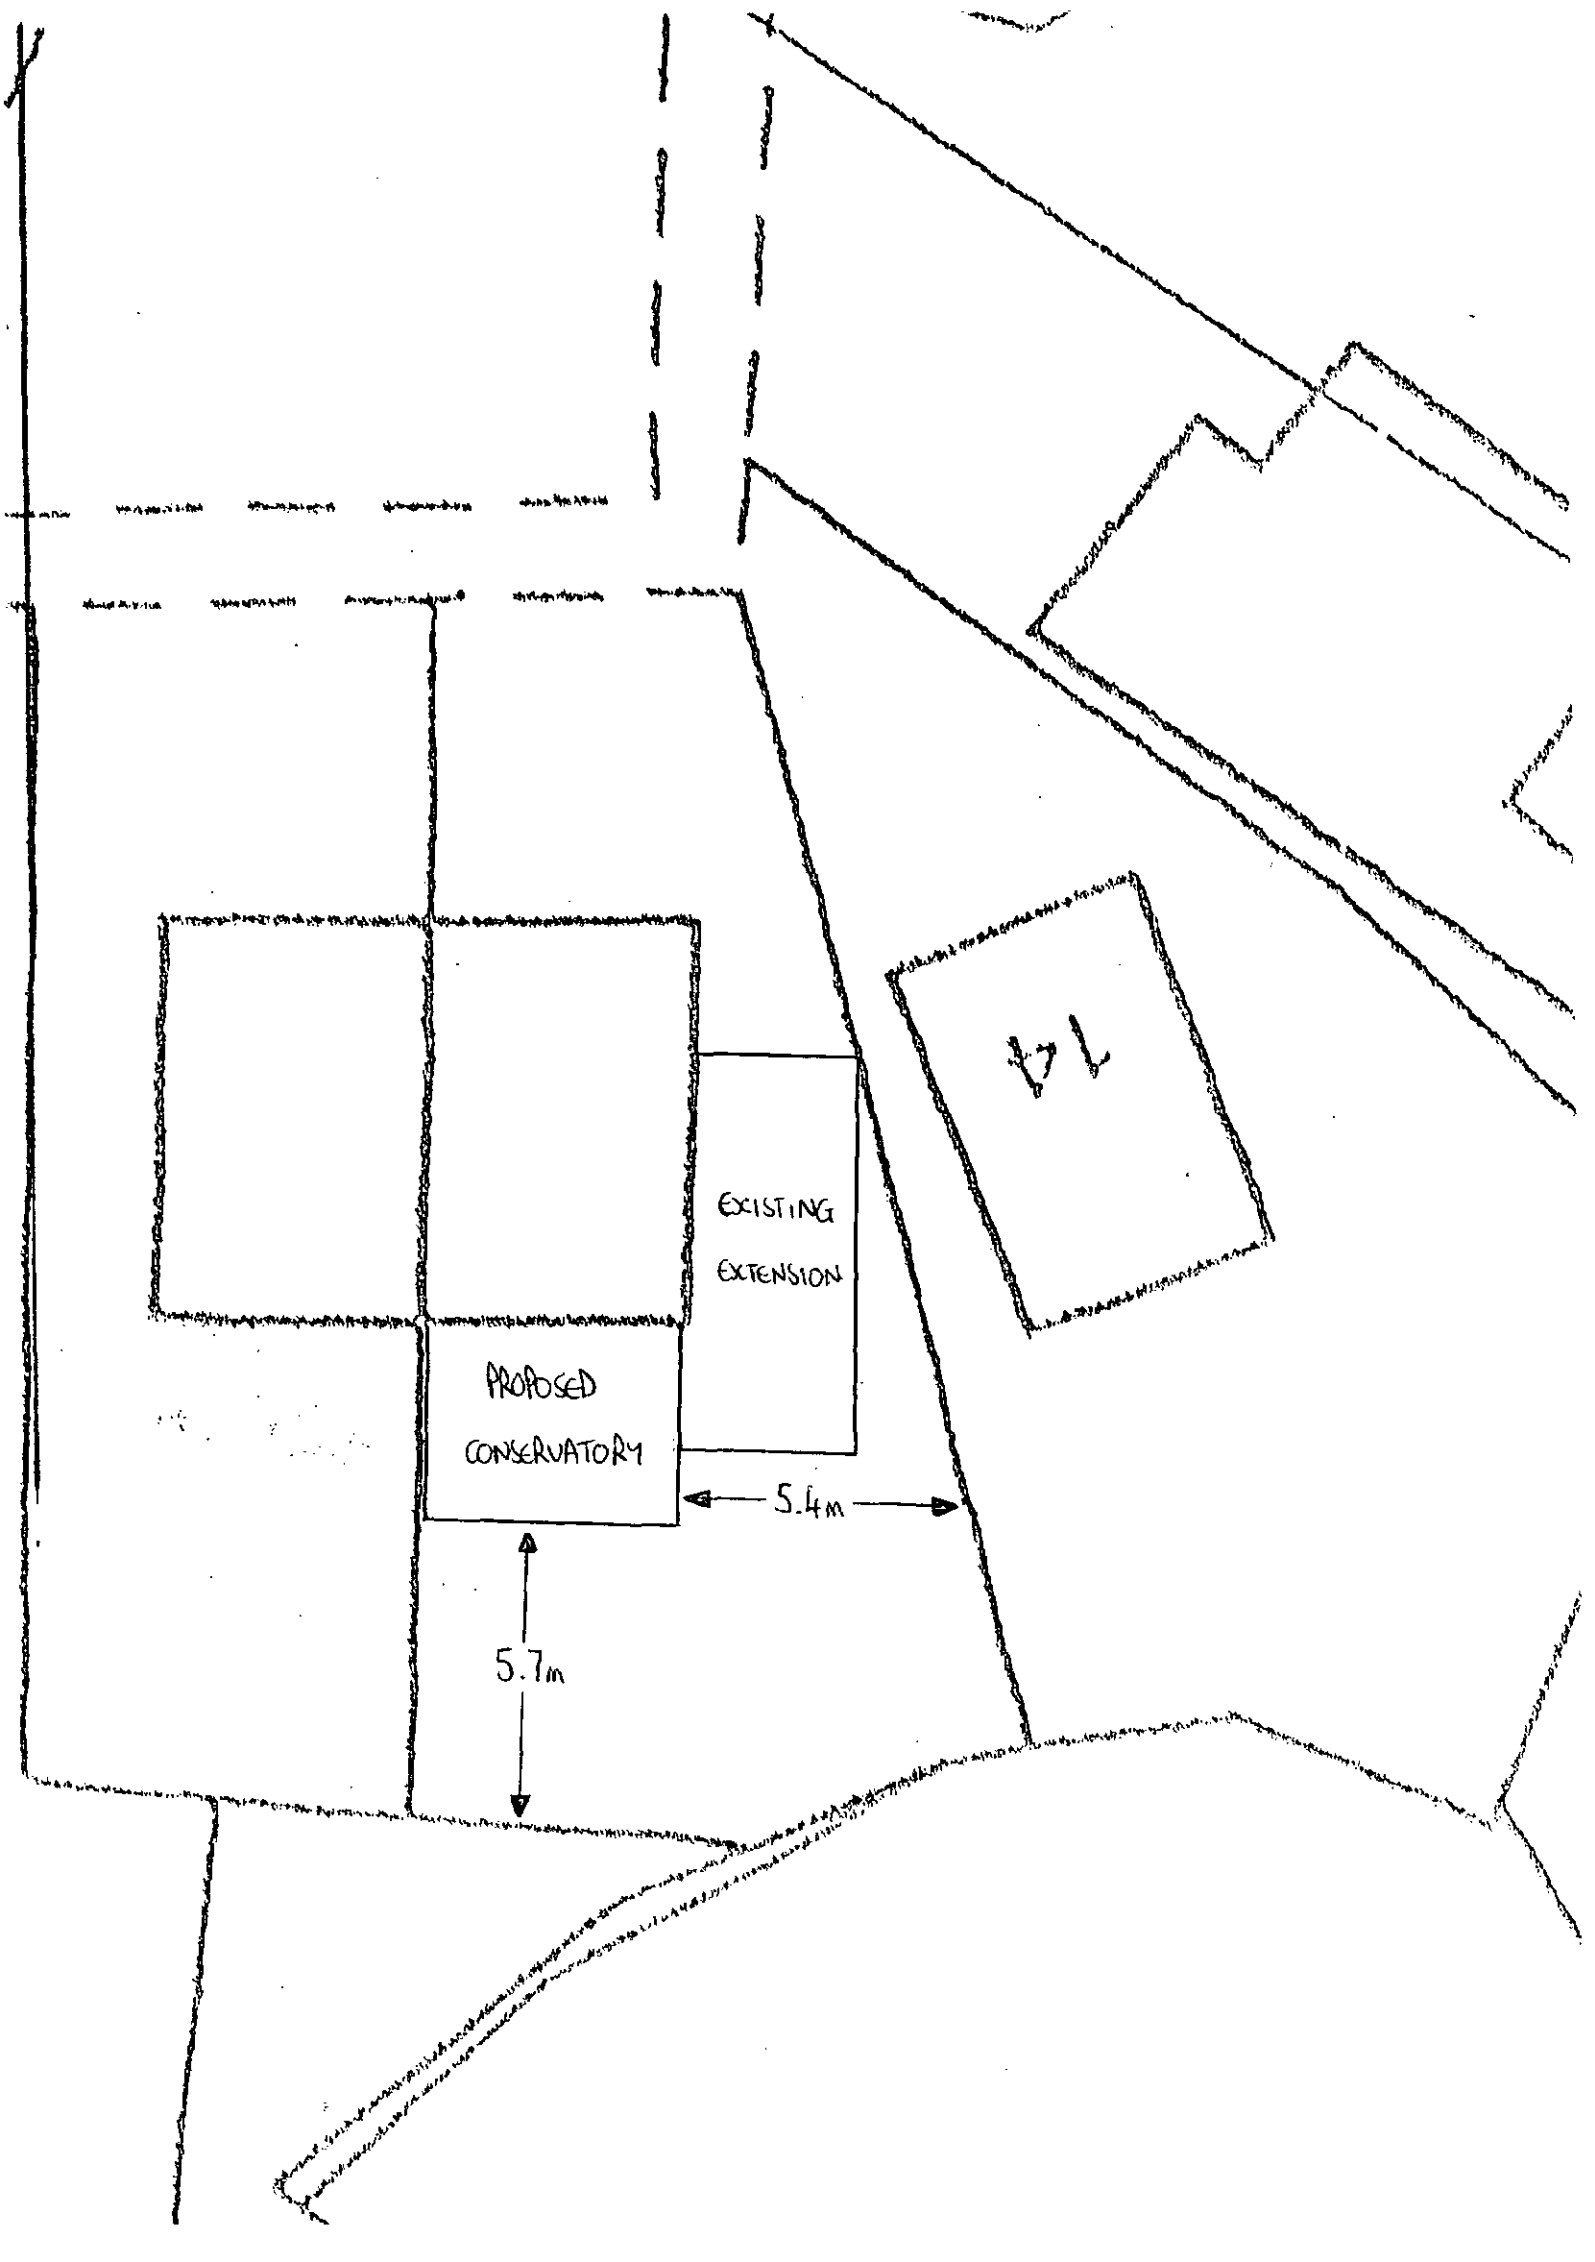 14
EXISTING
EXTENSION
PROPOSED
CONSERVATORY
5.4m
5.7m